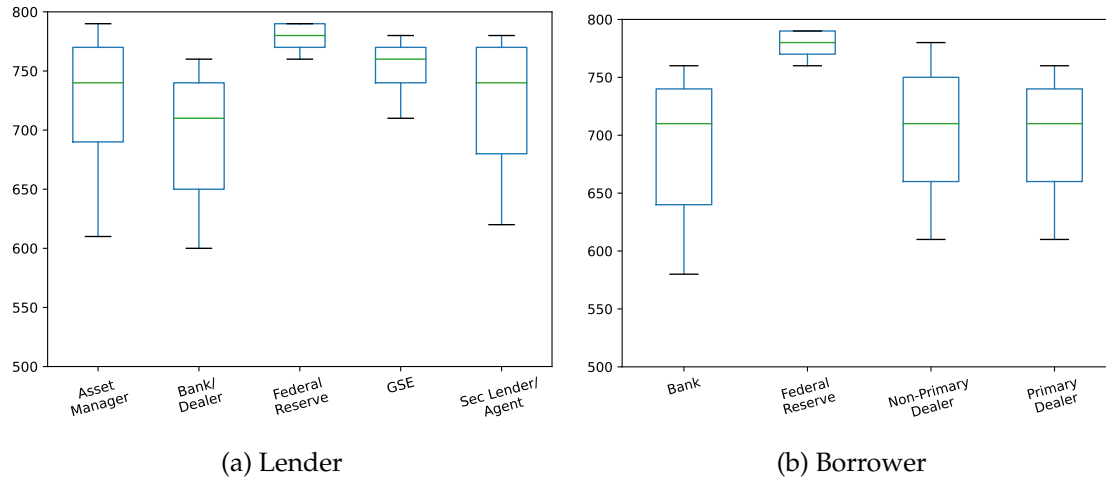 800
750
700
650
600
550
500
Asset
Manager
Bank/
Dealer
Federal
Reserve
GSE
Sec Lender/
Agent
(a) Lender
800
750
700
650
600
550
500
Bank
Federal
Reserve
Non-Primary
Dealer
Primary
Dealer
(b) Borrower